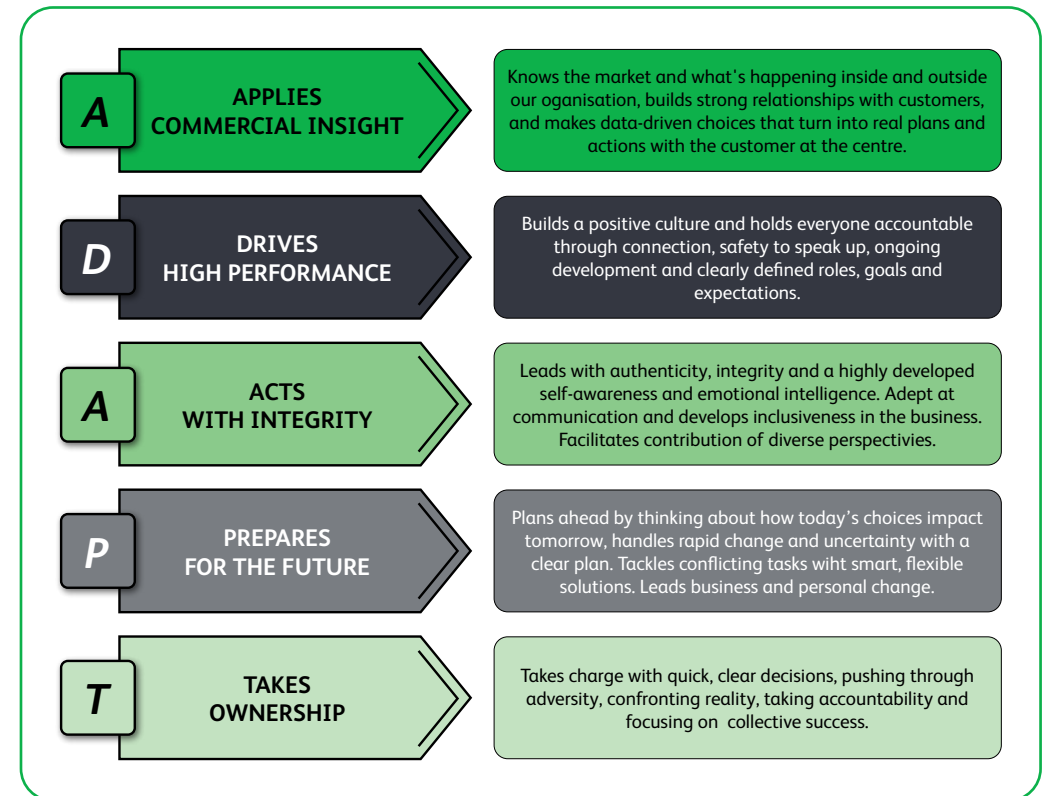 A
APPLIES
COMMERCIAL INSIGHT
Knows the market and what's happening inside and outside
our oganisation, builds strong relationships with customers,
and makes data-driven choices that turn into real plans and
actions with the customer at the centre.
D
DRIVES
HIGH PERFORMANCE
Builds a positive culture and holds everyone accountable
through connection, safety to speak up, ongoing
development and clearly defined roles, goals and
expectations.
A
ACTS
WITH INTEGRITY
Leads with authenticity, integrity and a highly developed
self-awareness and emotional intelligence. Adept at
communication and develops inclusiveness in the business.
Facilitates contribution of diverse perspectivies.
P
PREPARES
FOR THE FUTURE
Plans ahead by thinking about how today’s choices impact
tomorrow, handles rapid change and uncertainty with a
clear plan. Tackles conflicting tasks wiht smart, flexible
solutions. Leads business and personal change.
T
TAKES
OWNERSHIP
Takes charge with quick, clear decisions, pushing through
adversity, confronting reality, taking accountability and
focusing on  collective success.